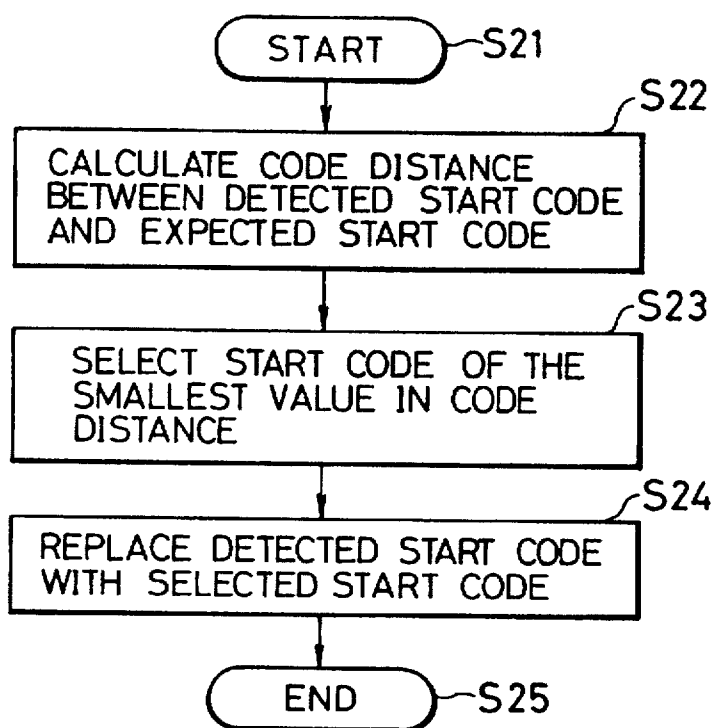 START
S21
S22
CALCULATE CODE DISTANCE
BETWEEN DETECTED START CODE
AND EXPECTED START CODE
S23
SELECT START CODE OF THE
SMALLEST VALUE IN CODE
DISTANCE
S24
REPLACE DETECTED START CODE
WITH SELECTED START CODE
END
S25